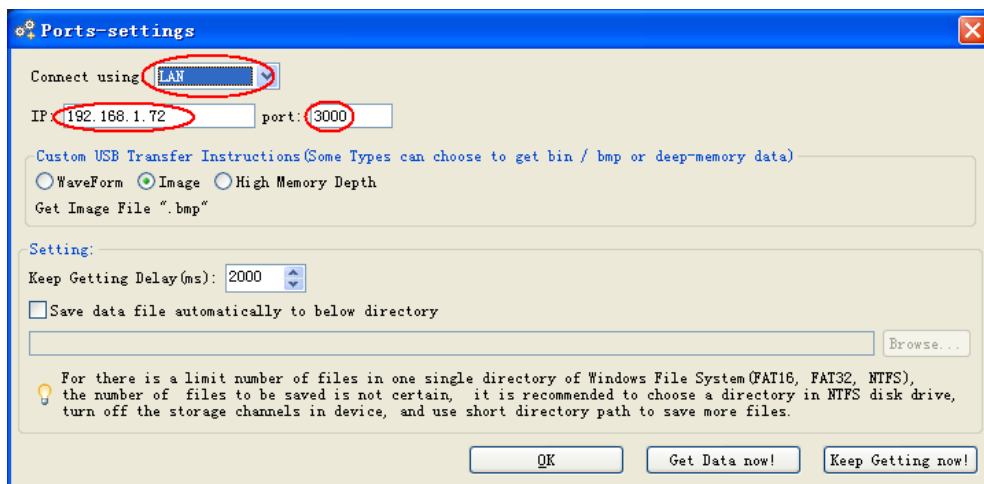 Ports-settings
Connect using: LAN
IP: 192.168.1.72 port: 3000
Custom USB Transfer Instructions(Some Types can choose to get bin / bmp or deep-memory data)
WaveForm Image High Memory Depth
Get Image File ".bmp"
Setting:
Keep Getting Delay(ms): 2000
Save data file automatically to below directory
Browse...
For there is a limit number of files in one single directory of Windows File System(FAT16, FAT32, NTFS),
the number of files to be saved is not certain, it is recommended to choose a directory in NTFS disk drive,
turn off the storage channels in device, and use short directory path to save more files.
OK Get Data now! Keep Getting now!